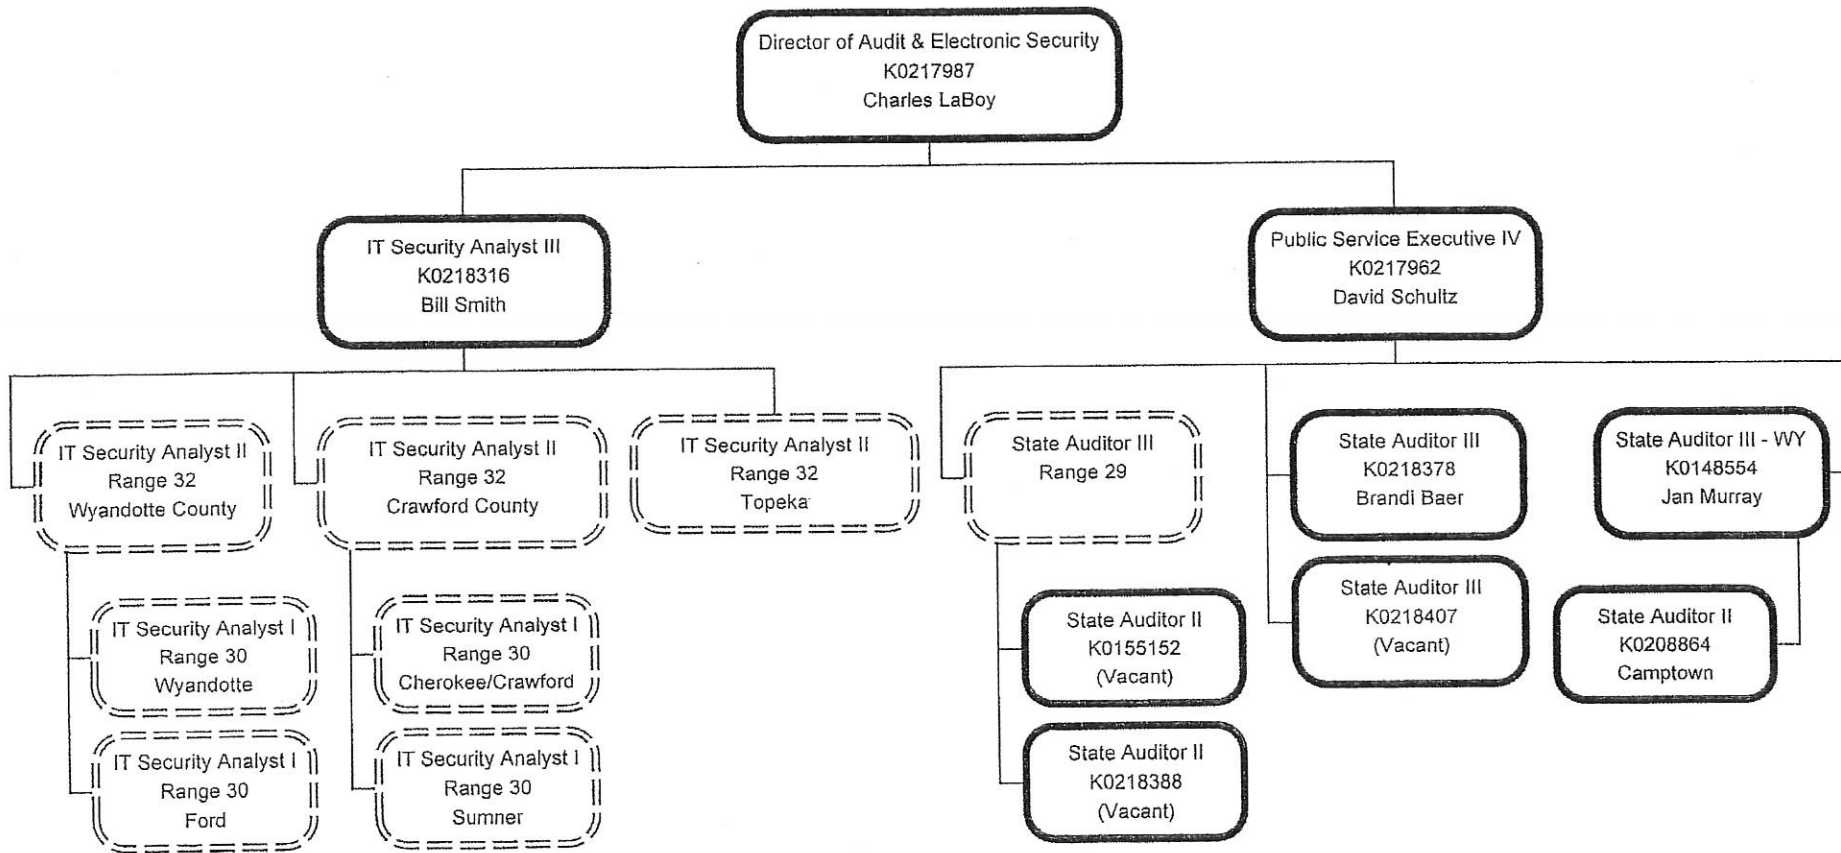 Director of Audit & Electronic Security
K0217987
Charles LaBoy
IT Security Analyst III
K0218316
Bill Smith
Public Service Executive IV
K0217962
David Schultz
IT Security Analyst II
Range 32
Wyandotte County
IT Security Analyst II
Range 32
Crawford County
IT Security Analyst II
Range 32
Topeka
State Auditor III
Range 29
State Auditor III
K0218378
Brandi Baer
State Auditor III - WY
K0148554
Jan Murray
IT Security Analyst I
Range 30
Wyandotte
IT Security Analyst I
Range 30
Cherokee/Crawford
State Auditor II
K0155152
(Vacant)
State Auditor III
K0218407
(Vacant)
State Auditor II
K0208864
Camptown
IT Security Analyst I
Range 30
Ford
IT Security Analyst I
Range 30
Sumner
State Auditor II
K0218388
(Vacant)